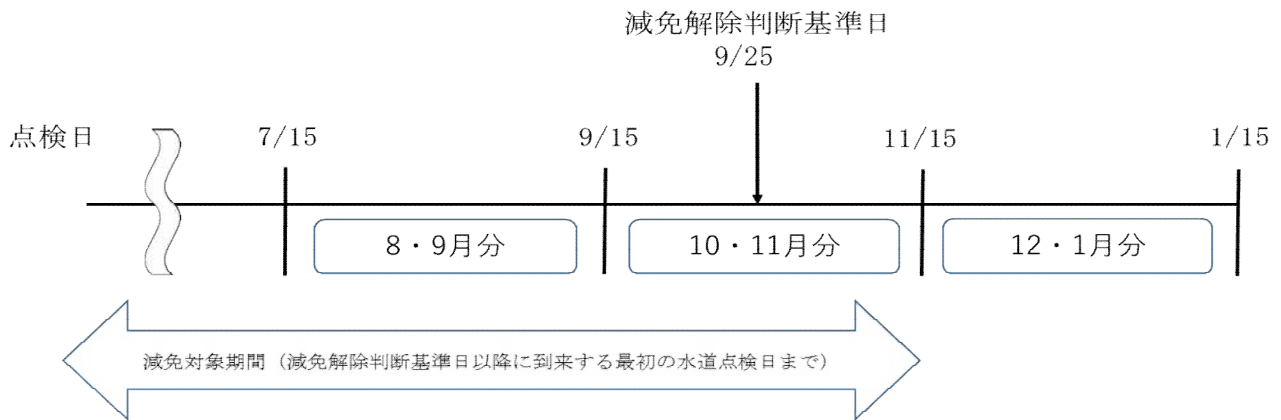 減免解除判断基準日
9/25
点検日
7/15
9/15
11/15
1/15
8・9月分
10・11月分
12・1月分
減免対象期間(減免解除判断基準日以降に到来する最初の水道点検日まで)